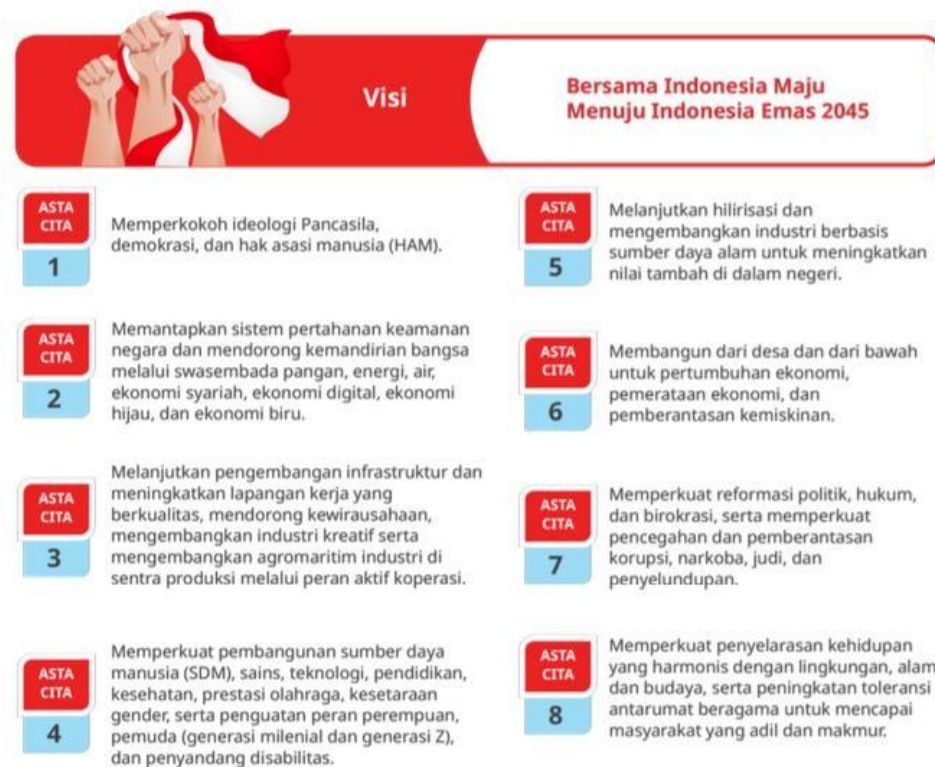 Visi
Bersama Indonesia Maju
Menuju Indonesia Emas 2045
ASTA
CITA
1
Memperkokoh ideologi Pancasila,
demokrasi, dan hak asasi manusia (HAM).
ASTA
CITA
2
Memantapkan sistem pertahanan keamanan
negara dan mendorong kemandirian bangsa
melalui swasembada pangan, energi, air,
ekonomi syariah, ekonomi digital, ekonomi
hijau, dan ekonomi biru.
ASTA
CITA
3
Melanjutkan pengembangan infrastruktur dan
meningkatkan lapangan kerja yang
berkualitas, mendorong kewirausahaan,
mengembangkan industri kreatif serta
mengembangkan agromaritim industri di
sentra produksi melalui peran aktif koperasi.
ASTA
CITA
4
Memperkuat pembangunan sumber daya
manusia (SDM), sains, teknologi, pendidikan,
kesehatan, prestasi olahraga, kesetaraan
gender, serta penguatan peran perempuan,
pemuda (generasi milenial dan generasi Z),
dan penyandang disabilitas.
ASTA
CITA
5
Melanjutkan hilirisasi dan
mengembangkan industri berbasis
sumber daya alam untuk meningkatkan
nilai tambah di dalam negeri.
ASTA
CITA
6
Membangun dari desa dan dari bawah
untuk pertumbuhan ekonomi,
pemerataan ekonomi, dan
pemberantasan kemiskinan.
ASTA
CITA
7
Memperkuat reformasi politik, hukum,
dan birokrasi, serta memperkuat
pencegahan dan pemberantasan
korupsi, narkoba, judi, dan
penyelundupan.
ASTA
CITA
8
Memperkuat penyelarasan kehidupan
yang harmonis dengan lingkungan, alam
dan budaya, serta peningkatan toleransi
antarumat beragama untuk mencapai
masyarakat yang adil dan makmur.